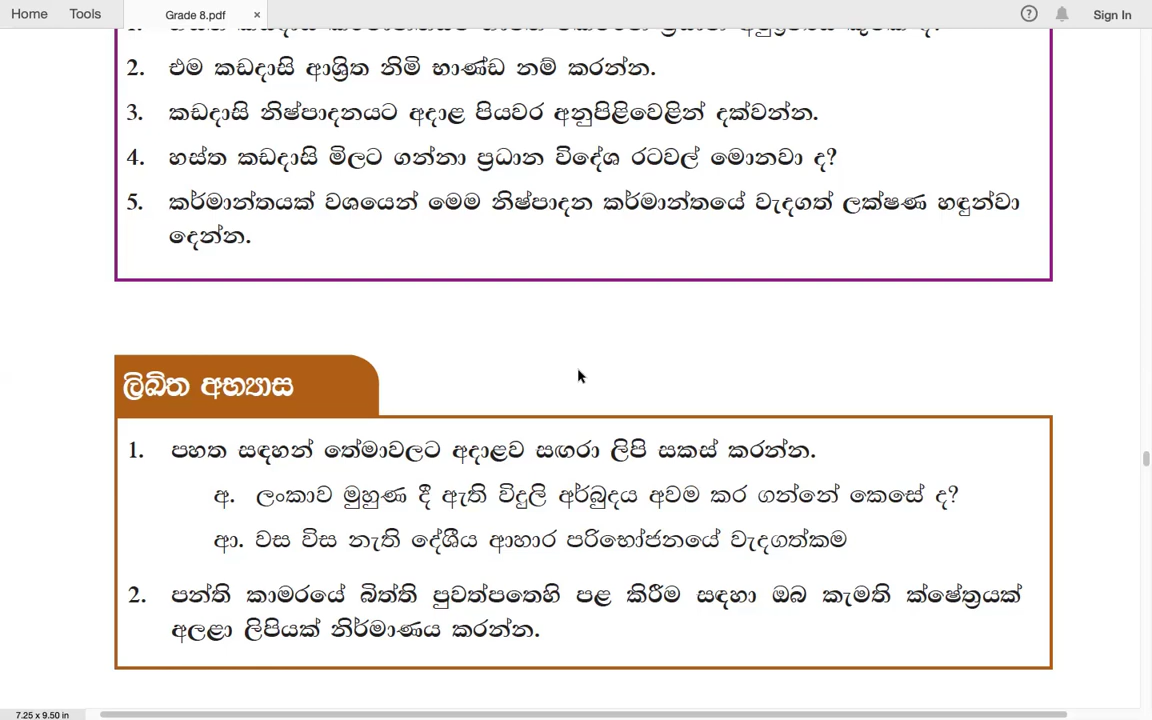 Home Tools Grade 8.pdf × Sign In
2. එම කඩදාසි ආශ්‍රිත නිමි භාණ්ඩ නම් කරන්න.
3. කඩදාසි නිෂ්පාදනයට අදාළ පියවර අනුපිළිවෙළින් දක්වන්න.
4. හස්ත කඩදාසි මිලට ගන්නා ප්‍රධාන විදේශ රටවල් මොනවා ද?
5. කර්මාන්තයක් වශයෙන් මෙම නිෂ්පාදන කර්මාන්තයේ වැදගත් ලක්ෂණ හඳුන්වා
දෙන්න.
ලිඛිත අභ්‍යාස
1. පහත සඳහන් තේමාවලට අදාළව සඟරා ලිපි සකස් කරන්න.
අ. ලංකාව මුහුණ දී ඇති විදුලි අර්බුදය අවම කර ගන්නේ කෙසේ ද?
ආ. වස විස නැති දේශීය ආහාර පරිභෝජනයේ වැදගත්කම
2. පන්ති කාමරයේ බිත්ති පුවත්පතෙහි පළ කිරීම සඳහා ඔබ කැමති ක්ෂේත්‍රයක්
අලළා ලිපියක් නිර්මාණය කරන්න.
7.25 x 9.50 in